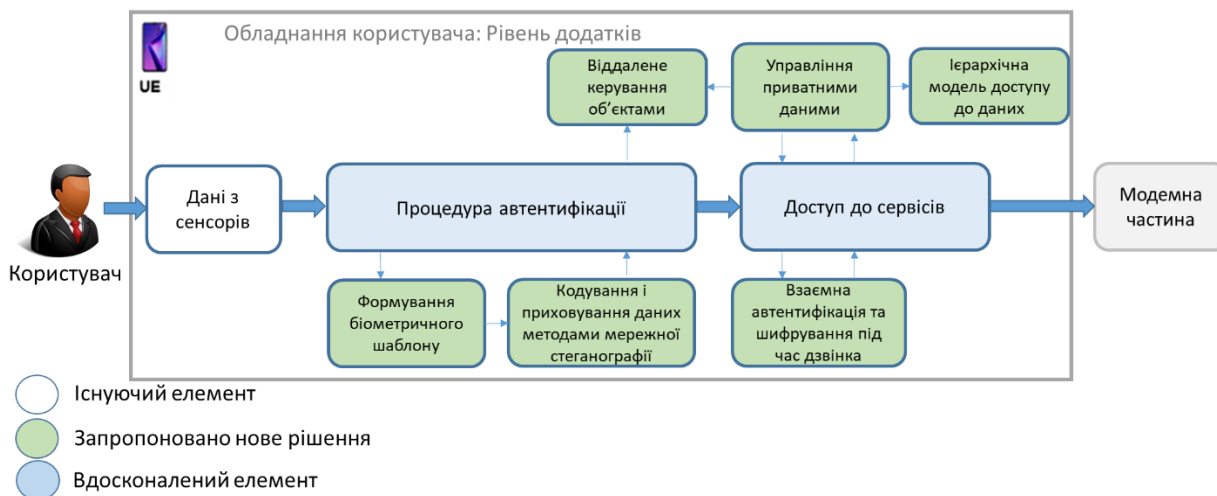 Обладнання користувача: Рівень додатків
UE
Віддалене
керування
об’єктами
Управління
приватними
даними
Ієрархічна
модель доступу
до даних
Користувач
Дані з
сенсорів
Процедура автентифікації
Доступ до сервісів
Модемна
частина
Формування
біометричного
шаблону
Кодування і
приховування даних
методами мережної
стеганографії
Взаємна
автентифікація та
шифрування під
час дзвінка
Існуючий елемент
Запропоновано нове рішення
Вдосконалений елемент